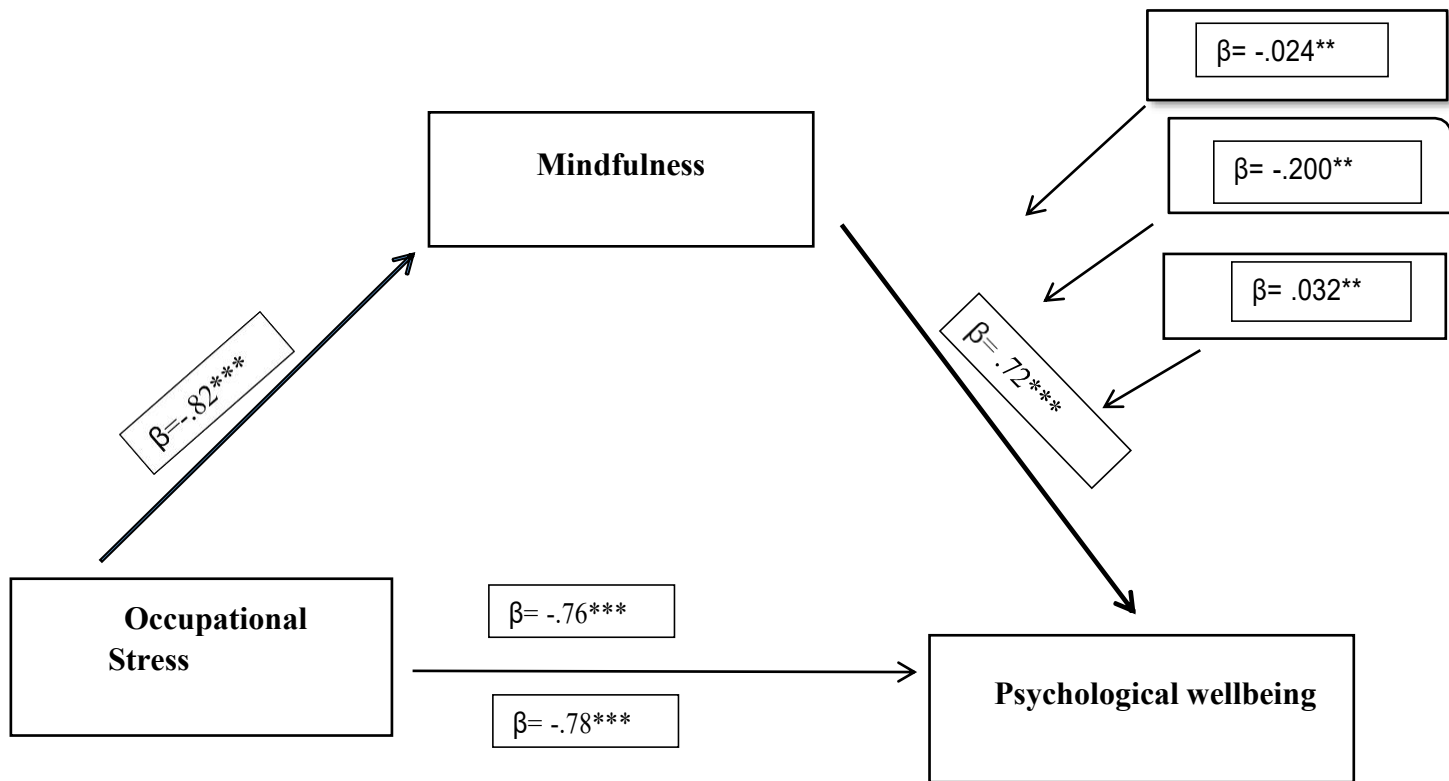 β= -.024**
Mindfulness
β= -.200**
β= .032**
β= .72***
β=-.82***
Occupational
Stress
β= -.76***
β= -.78***
Psychological wellbeing